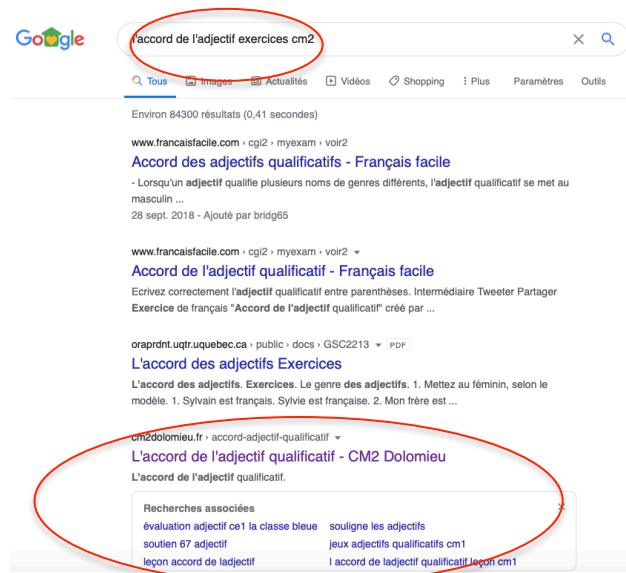 Google
l'accord de l'adjectif exercices cm2
Tous Images Actualités Vidéos Shopping Plus Paramètres Outils
Environ 84300 résultats (0,41 secondes)
www.francaisfacile.com › cgi2 › myexam › voir2
Accord des adjectifs qualificatifs - Français facile
- Lorsqu'un adjectif qualifie plusieurs noms de genres différents, l'adjectif qualificatif se met au
masculin ...
28 sept. 2018 - Ajouté par bridg65
www.francaisfacile.com › cgi2 › myexam › voir2
Accord de l'adjectif qualificatif - Français facile
Ecrivez correctement l'adjectif qualificatif entre parenthèses. Intermédiaire Tweeter Partager
Exercice de français "Accord de l'adjectif qualificatif" créé par ...
oraprdnt.uqtr.uquebec.ca › public › docs › GSC2213 PDF
L'accord des adjectifs Exercices
L'accord des adjectifs. Exercices. Le genre des adjectifs. 1. Mettez au féminin, selon le
modèle. 1. Sylvain est français. Sylvie est française. 2. Mon frère est ...
cm2dolomieu.fr › accord-adjectif-qualificatif
L'accord de l'adjectif qualificatif - CM2 Dolomieu
L'accord de l'adjectif qualificatif.
Recherches associées
évaluation adjectif ce1 la classe bleue souligne les adjectifs
soutien 67 adjectif jeux adjectifs qualificatifs cm1
leçon accord de ladjectif l accord de ladjectif qualificatif leçon cm1